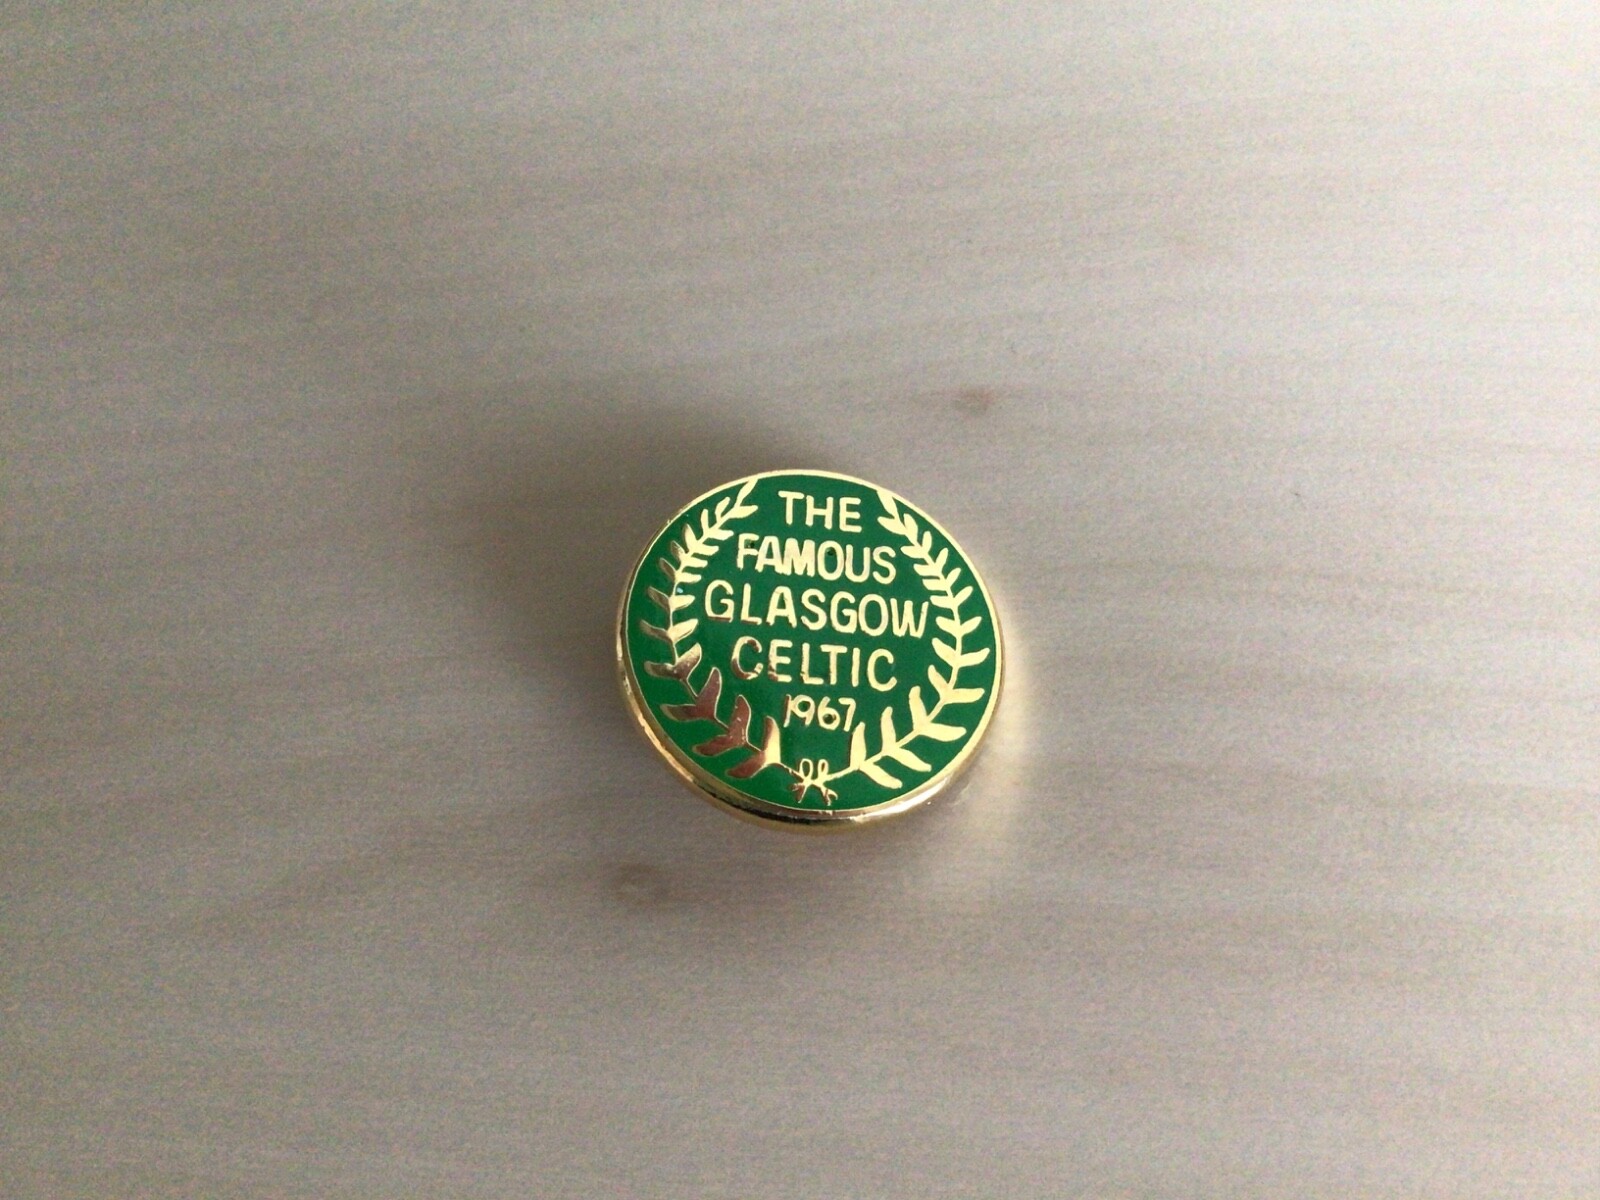 THE
FAMOUS
GLASGOW
CELTIC
1967